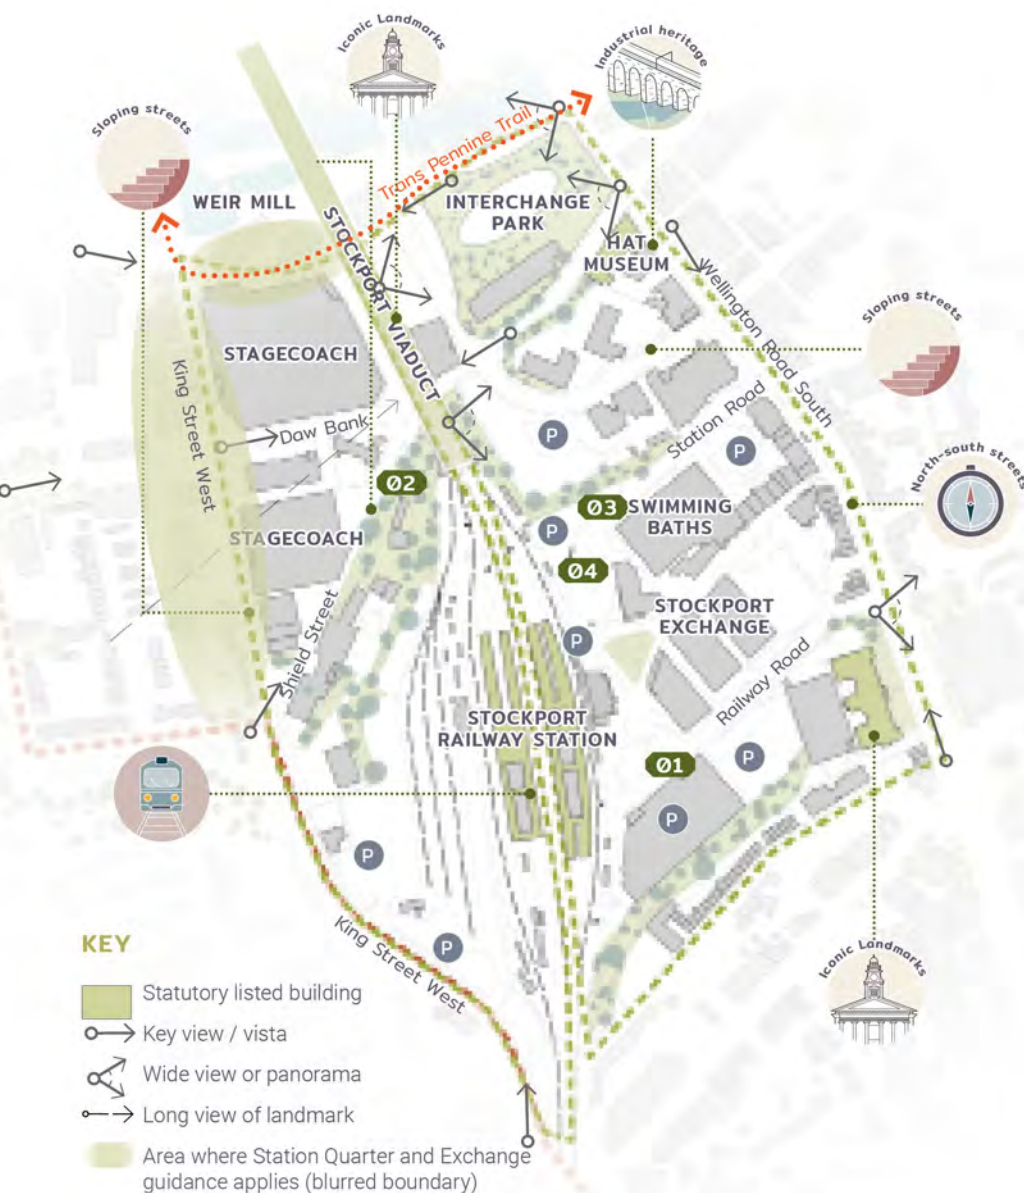 Iconic Landmarks
Industrial heritage
Sloping streets
Trans Pennine Trail
WEIR MILL
INTERCHANGE
PARK
STOCKPORT VIADUCT
HAT
MUSEUM
Wellington Road South
Sloping streets
STAGECOACH
King Street West
Daw Bank
P
Station Road
P
North-south streets
02
03
SWIMMING
BATHS
P
STAGECOACH
04
Shield Street
STOCKPORT
EXCHANGE
P
Railway Road
STOCKPORT
RAILWAY STATION
01
P
P
P
King Street West
P
Iconic Landmarks
KEY
Statutory listed building
Key view / vista
Wide view or panorama
Long view of landmark
Area where Station Quarter and Exchange
guidance applies (blurred boundary)